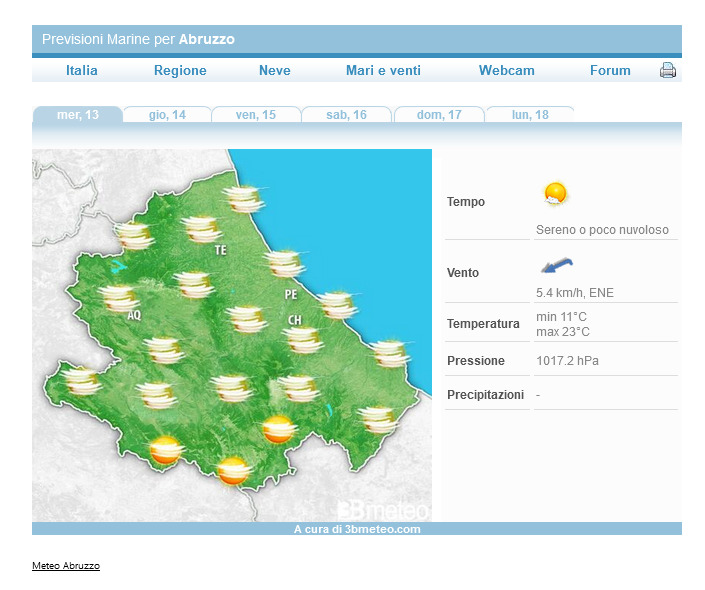 Previsioni Marine per Abruzzo
Italia Regione Neve Mari e venti Webcam Forum
mer, 13 gio, 14 ven, 15 sab, 16 dom, 17 lun, 18
TE
PE
AQ
CH
3Bmeteo
Tempo
Sereno o poco nuvoloso
Vento
5.4 km/h, ENE
Temperatura
min 11°C
max 23°C
Pressione 1017.2 hPa
Precipitazioni -
A cura di 3bmeteo.com
Meteo Abruzzo